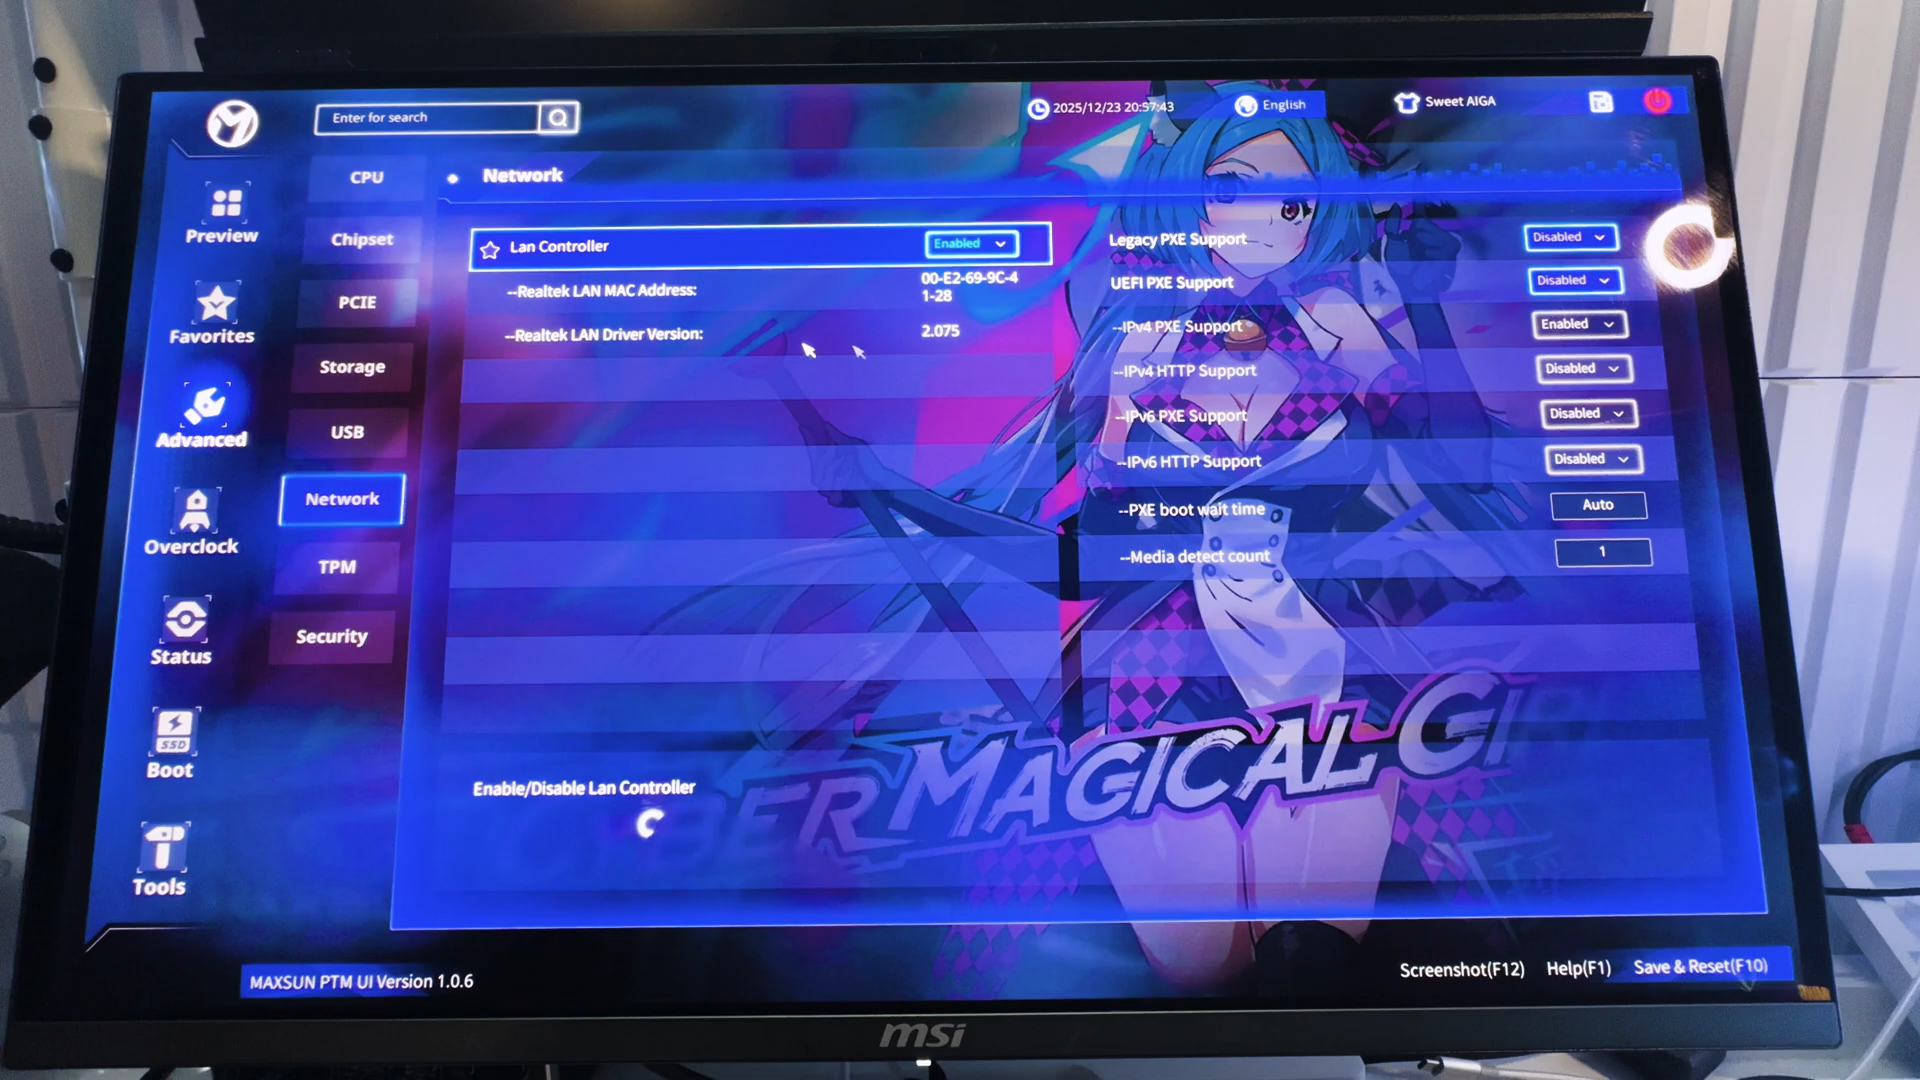 Enter for search
2025/12/23 20:57:43
English
Sweet AIGA
Preview
Favorites
Advanced
Overclock
Status
Boot
SSD
Tools
CPU
Chipset
PCIE
Storage
USB
Network
TPM
Security
Network
Lan Controller Enabled
--Realtek LAN MAC Address: 00-E2-69-9C-4
1-28
--Realtek LAN Driver Version: 2.075
Legacy PXE Support Disabled
UEFI PXE Support Disabled
--IPv4 PXE Support Enabled
--IPv4 HTTP Support Disabled
--IPv6 PXE Support Disabled
--IPv6 HTTP Support Disabled
--PXE boot wait time Auto
--Media detect count 1
Enable/Disable Lan Controller
CYBER MAGICAL GIR
MAXSUN PTM UI Version 1.0.6
Screenshot(F12) Help(F1) Save & Reset(F10)
msi